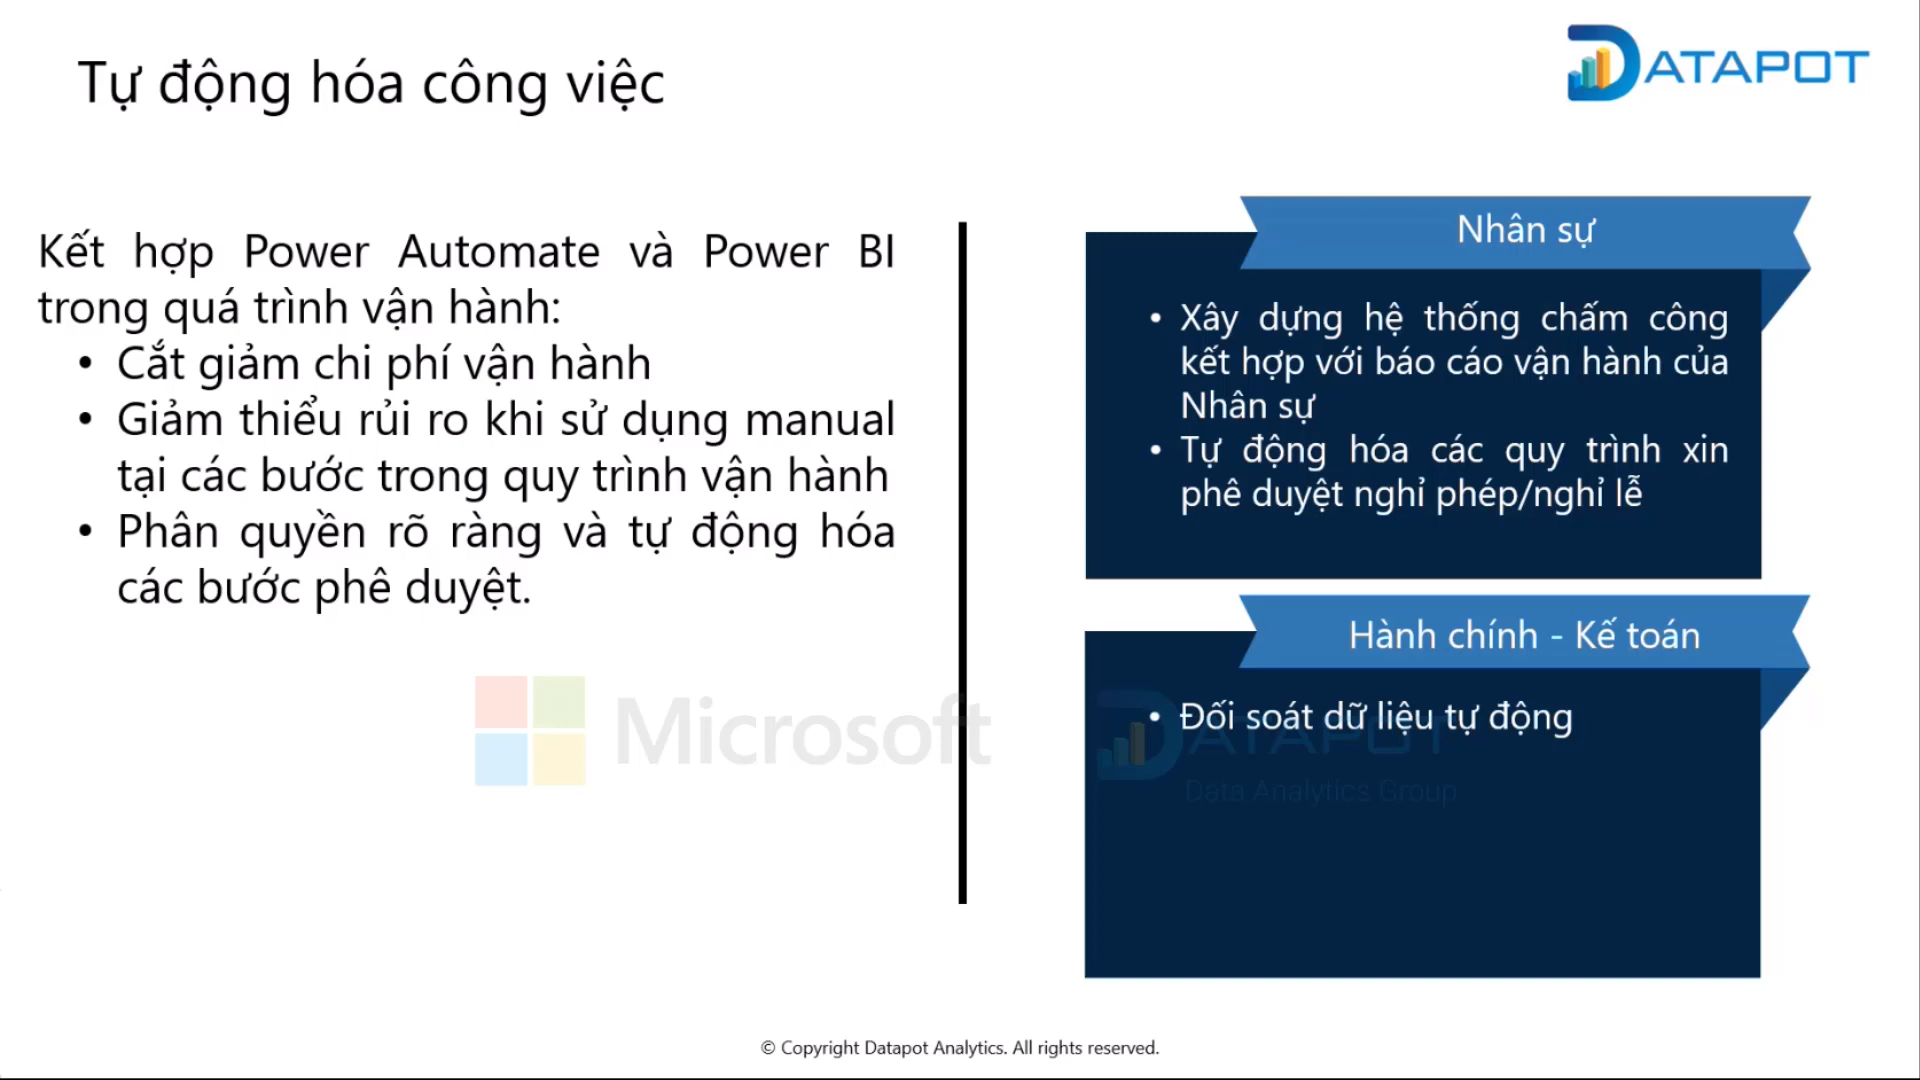 Tự động hóa công việc
DATAPOT
Kết hợp Power Automate và Power BI
trong quá trình vận hành:
• Cắt giảm chi phí vận hành
• Giảm thiểu rủi ro khi sử dụng manual
tại các bước trong quy trình vận hành
• Phân quyền rõ ràng và tự động hóa
các bước phê duyệt.
Microsoft
Nhân sự
• Xây dựng hệ thống chấm công
kết hợp với báo cáo vận hành của
Nhân sự
• Tự động hóa các quy trình xin
phê duyệt nghỉ phép/nghỉ lễ
Hành chính - Kế toán
• Đối soát dữ liệu tự động
DATAPOT
Data Analytics Group
© Copyright Datapot Analytics. All rights reserved.